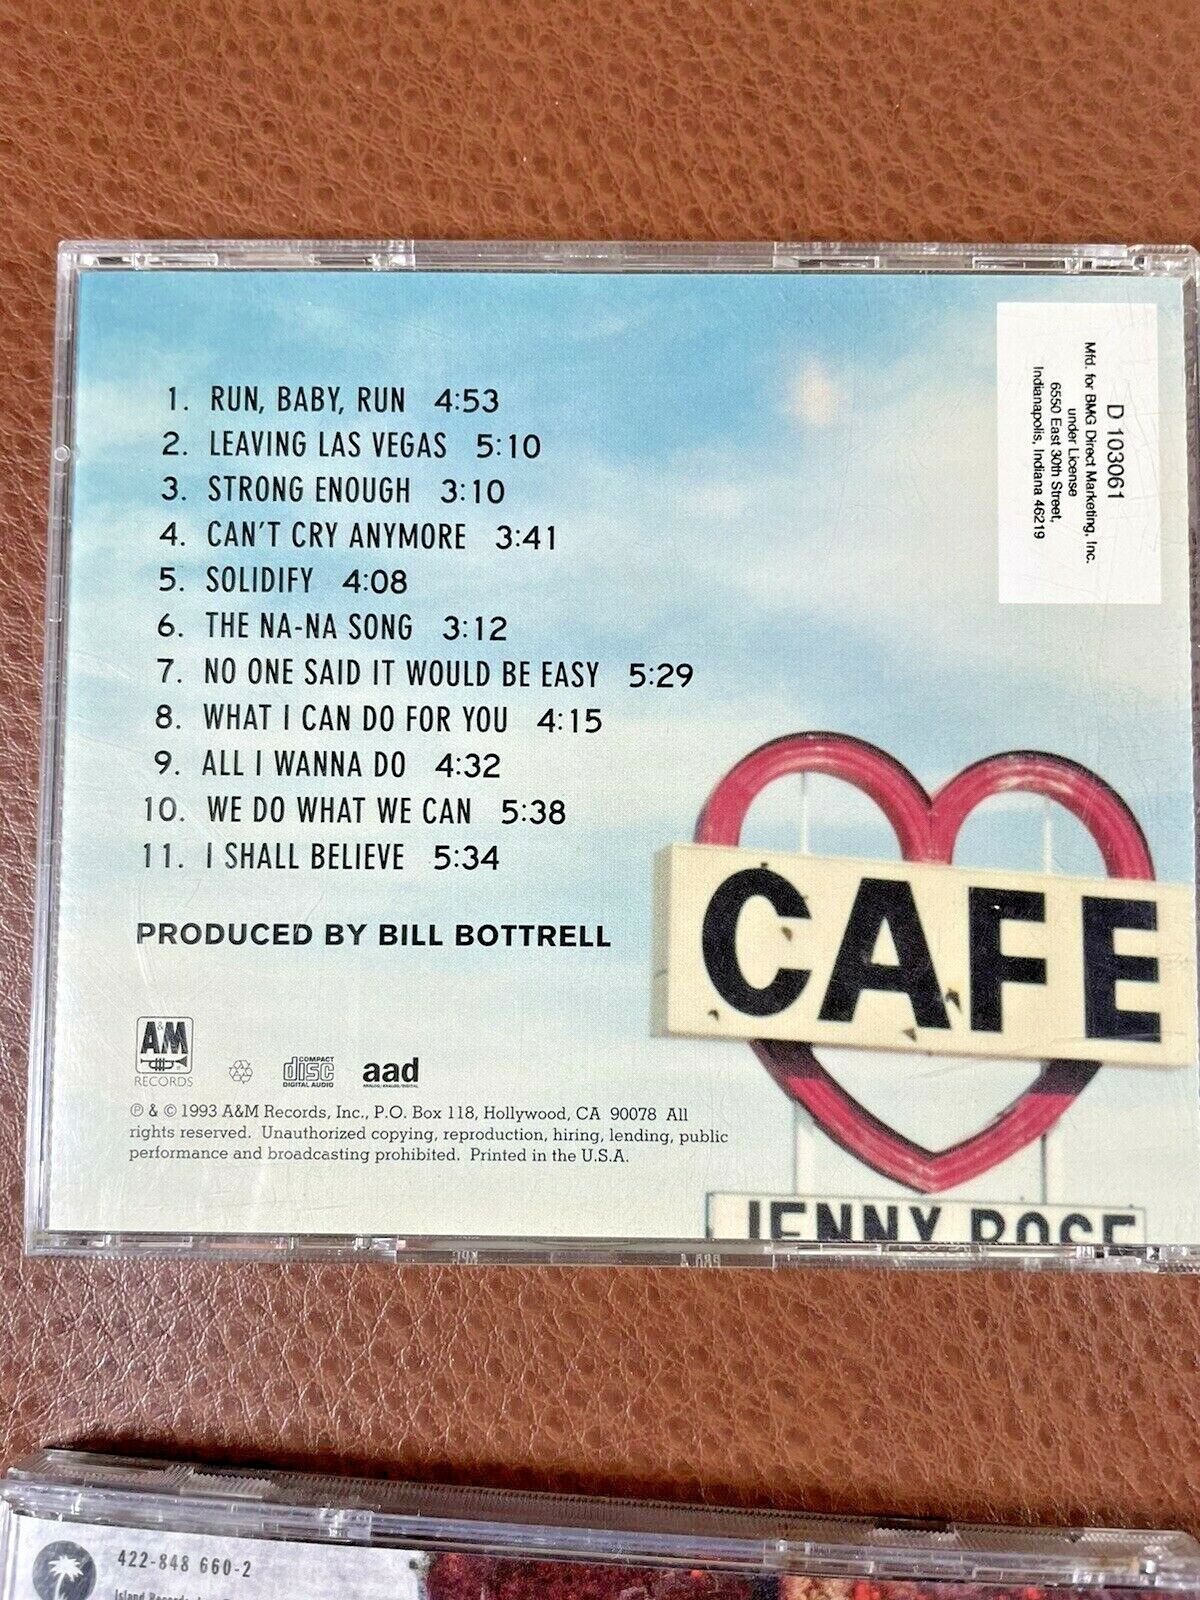 1. RUN, BABY, RUN 4:53
2. LEAVING LAS VEGAS 5:10
3. STRONG ENOUGH 3:10
4. CAN'T CRY ANYMORE 3:41
5. SOLIDIFY 4:08
6. THE NA-NA SONG 3:12
7. NO ONE SAID IT WOULD BE EASY 5:29
8. WHAT I CAN DO FOR YOU 4:15
9. ALL I WANNA DO 4:32
10. WE DO WHAT WE CAN 5:38
11. I SHALL BELIEVE 5:34
PRODUCED BY BILL BOTTRELL
D 103061
Mfd. for BMG Direct Marketing, Inc.
under License
6550 East 30th Street,
Indianapolis, Indiana 46219
CAFE
JENNY ROSE
A&M
RECORDS
COMPACT
disc
DIGITAL AUDIO
aad
ANALOG/ANALOG/DIGITAL
℗ & © 1993 A&M Records, Inc., P.O. Box 118, Hollywood, CA 90078 All
rights reserved. Unauthorized copying, reproduction, hiring, lending, public
performance and broadcasting prohibited. Printed in the U.S.A.
422-848 660-2
Island Records